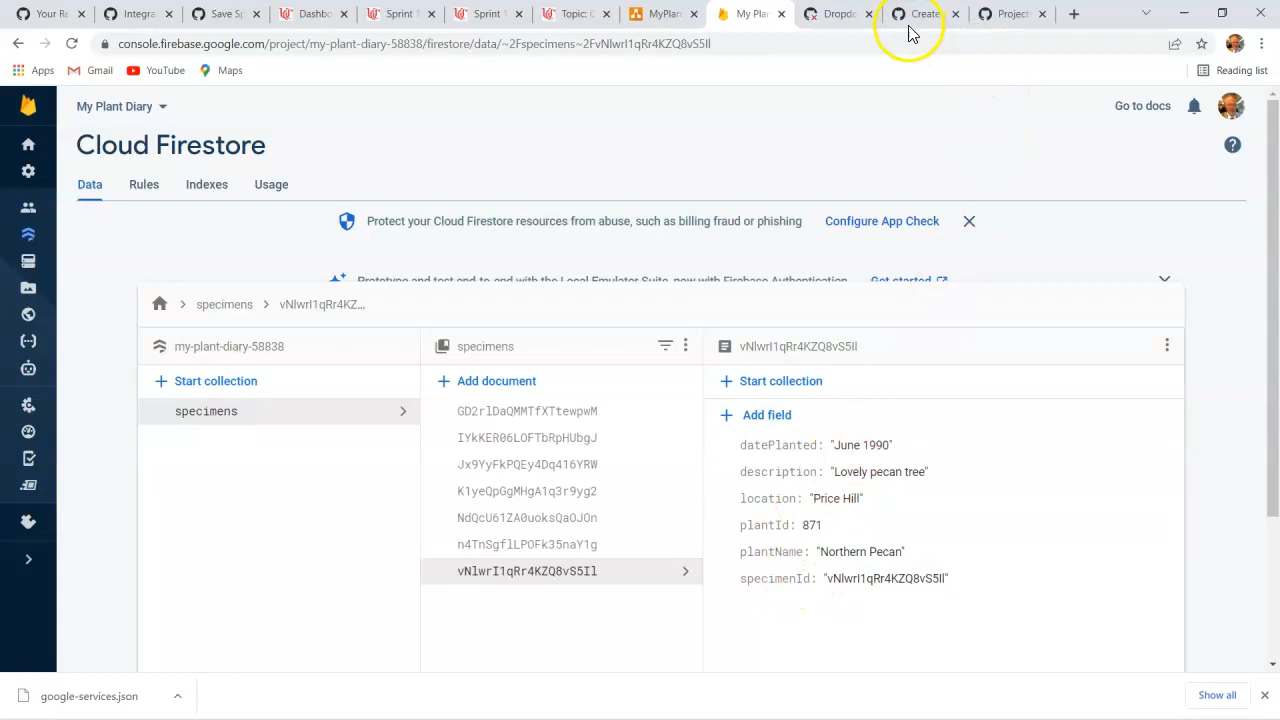 Your Re
Integra
Save Sp
Dashbo
Sprint
Sprint 1
Topic: C
MyPlan
My Plan
Dropdo
Create
Project
console.firebase.google.com/project/my-plant-diary-58838/firestore/data/~2Fspecimens~2FvNlwrI1qRr4KZQ8vS5Il
Apps
Gmail
YouTube
Maps
Reading list
My Plant Diary
Go to docs
Cloud Firestore
Data
Rules
Indexes
Usage
Protect your Cloud Firestore resources from abuse, such as billing fraud or phishing
Configure App Check
Prototype and test end-to-end with the Local Emulator Suite, now with Firebase Authentication
Get started
specimens
vNlwrI1qRr4KZ...
my-plant-diary-58838
specimens
vNlwrI1qRr4KZQ8vS5Il
Start collection
Add document
Start collection
specimens
GD2rlDaQMMTfXTtewpwM
IYkKER06LOFTbRpHUbgJ
Jx9YyFkPQEy4Dq416YRW
K1yeQpGgMHgA1q3r9yg2
NdQcU61ZA0uoksQaOJOn
n4TnSgflLPOFk35naY1g
vNlwrI1qRr4KZQ8vS5Il
Add field
datePlanted: "June 1990"
description: "Lovely pecan tree"
location: "Price Hill"
plantId: 871
plantName: "Northern Pecan"
specimenId: "vNlwrI1qRr4KZQ8vS5Il"
google-services.json
Show all